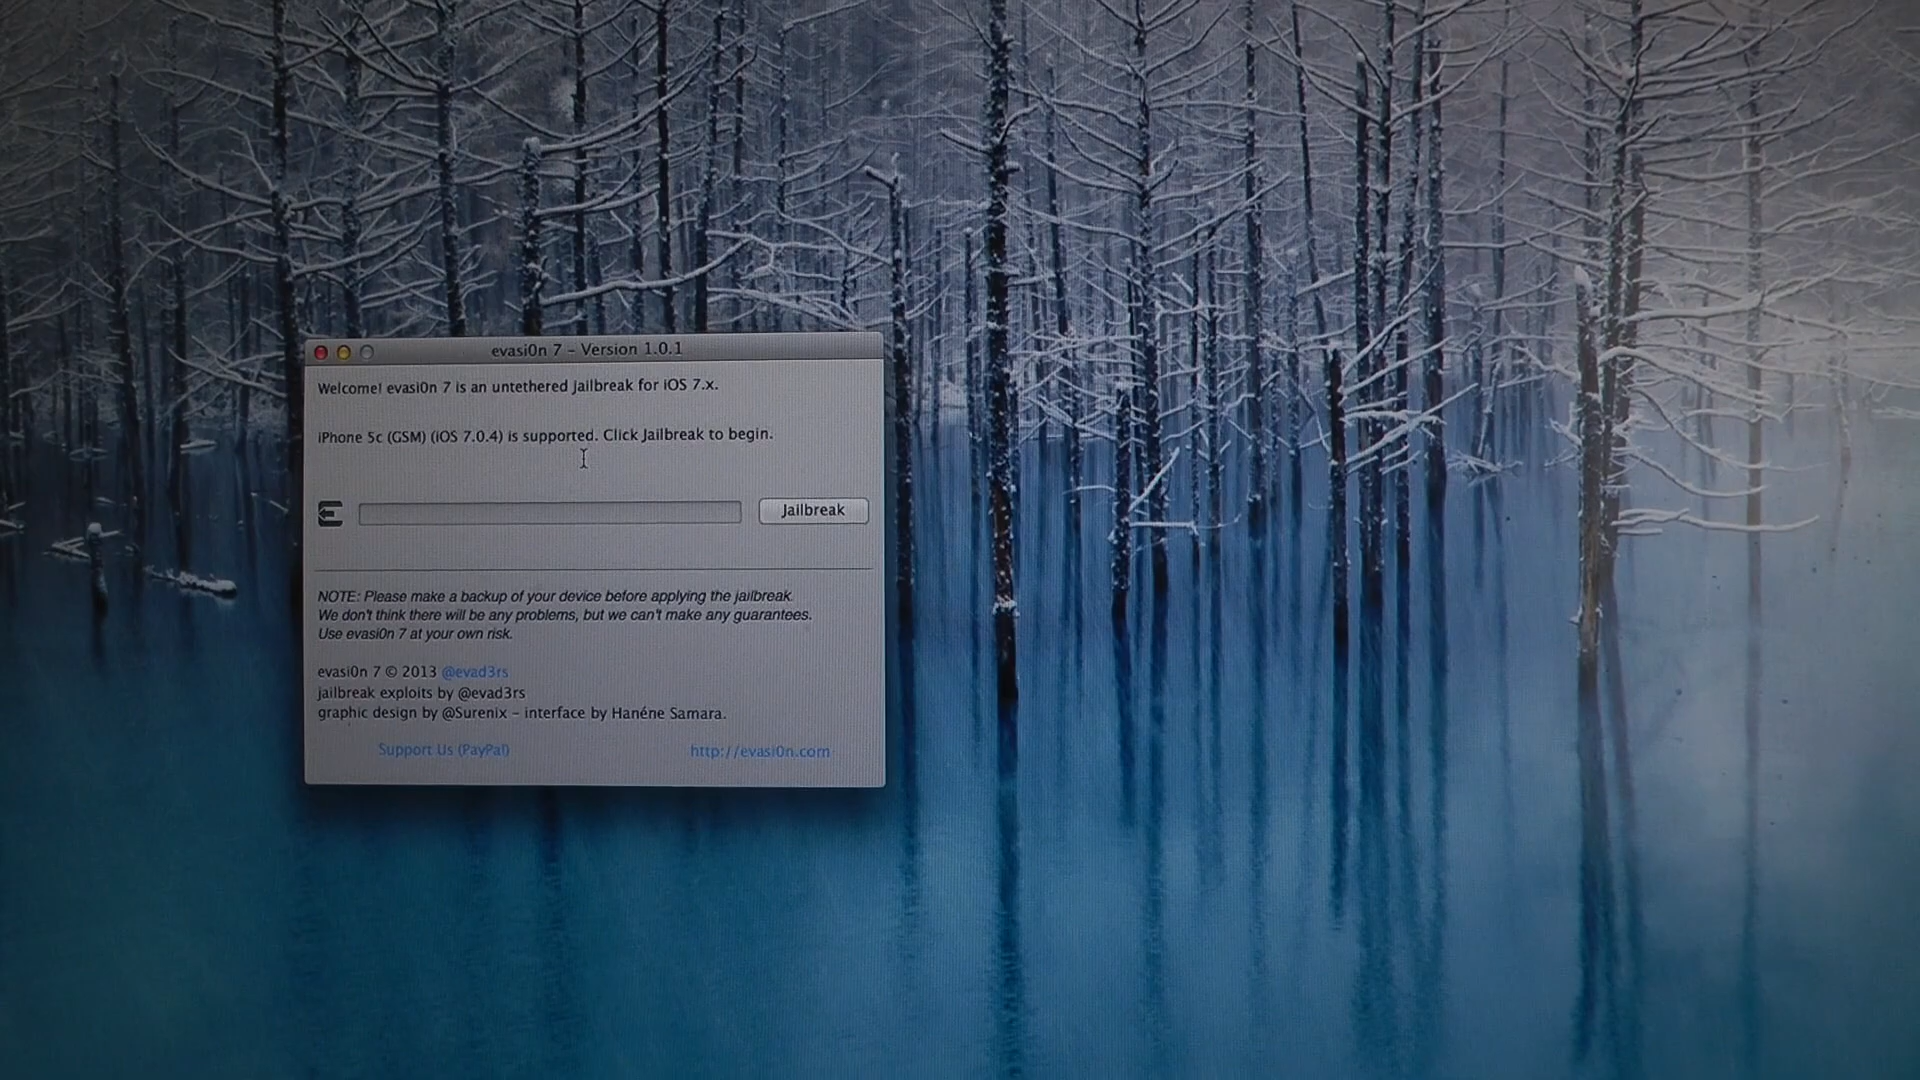 evasi0n 7 – Version 1.0.1
Welcome! evasi0n 7 is an untethered jailbreak for iOS 7.x.
iPhone 5c (GSM) (iOS 7.0.4) is supported. Click Jailbreak to begin.
Jailbreak
NOTE: Please make a backup of your device before applying the jailbreak.
We don't think there will be any problems, but we can't make any guarantees.
Use evasi0n 7 at your own risk.
evasi0n 7 © 2013 @evad3rs
jailbreak exploits by @evad3rs
graphic design by @Surenix – interface by Hanéne Samara.
Support Us (PayPal) http://evasi0n.com